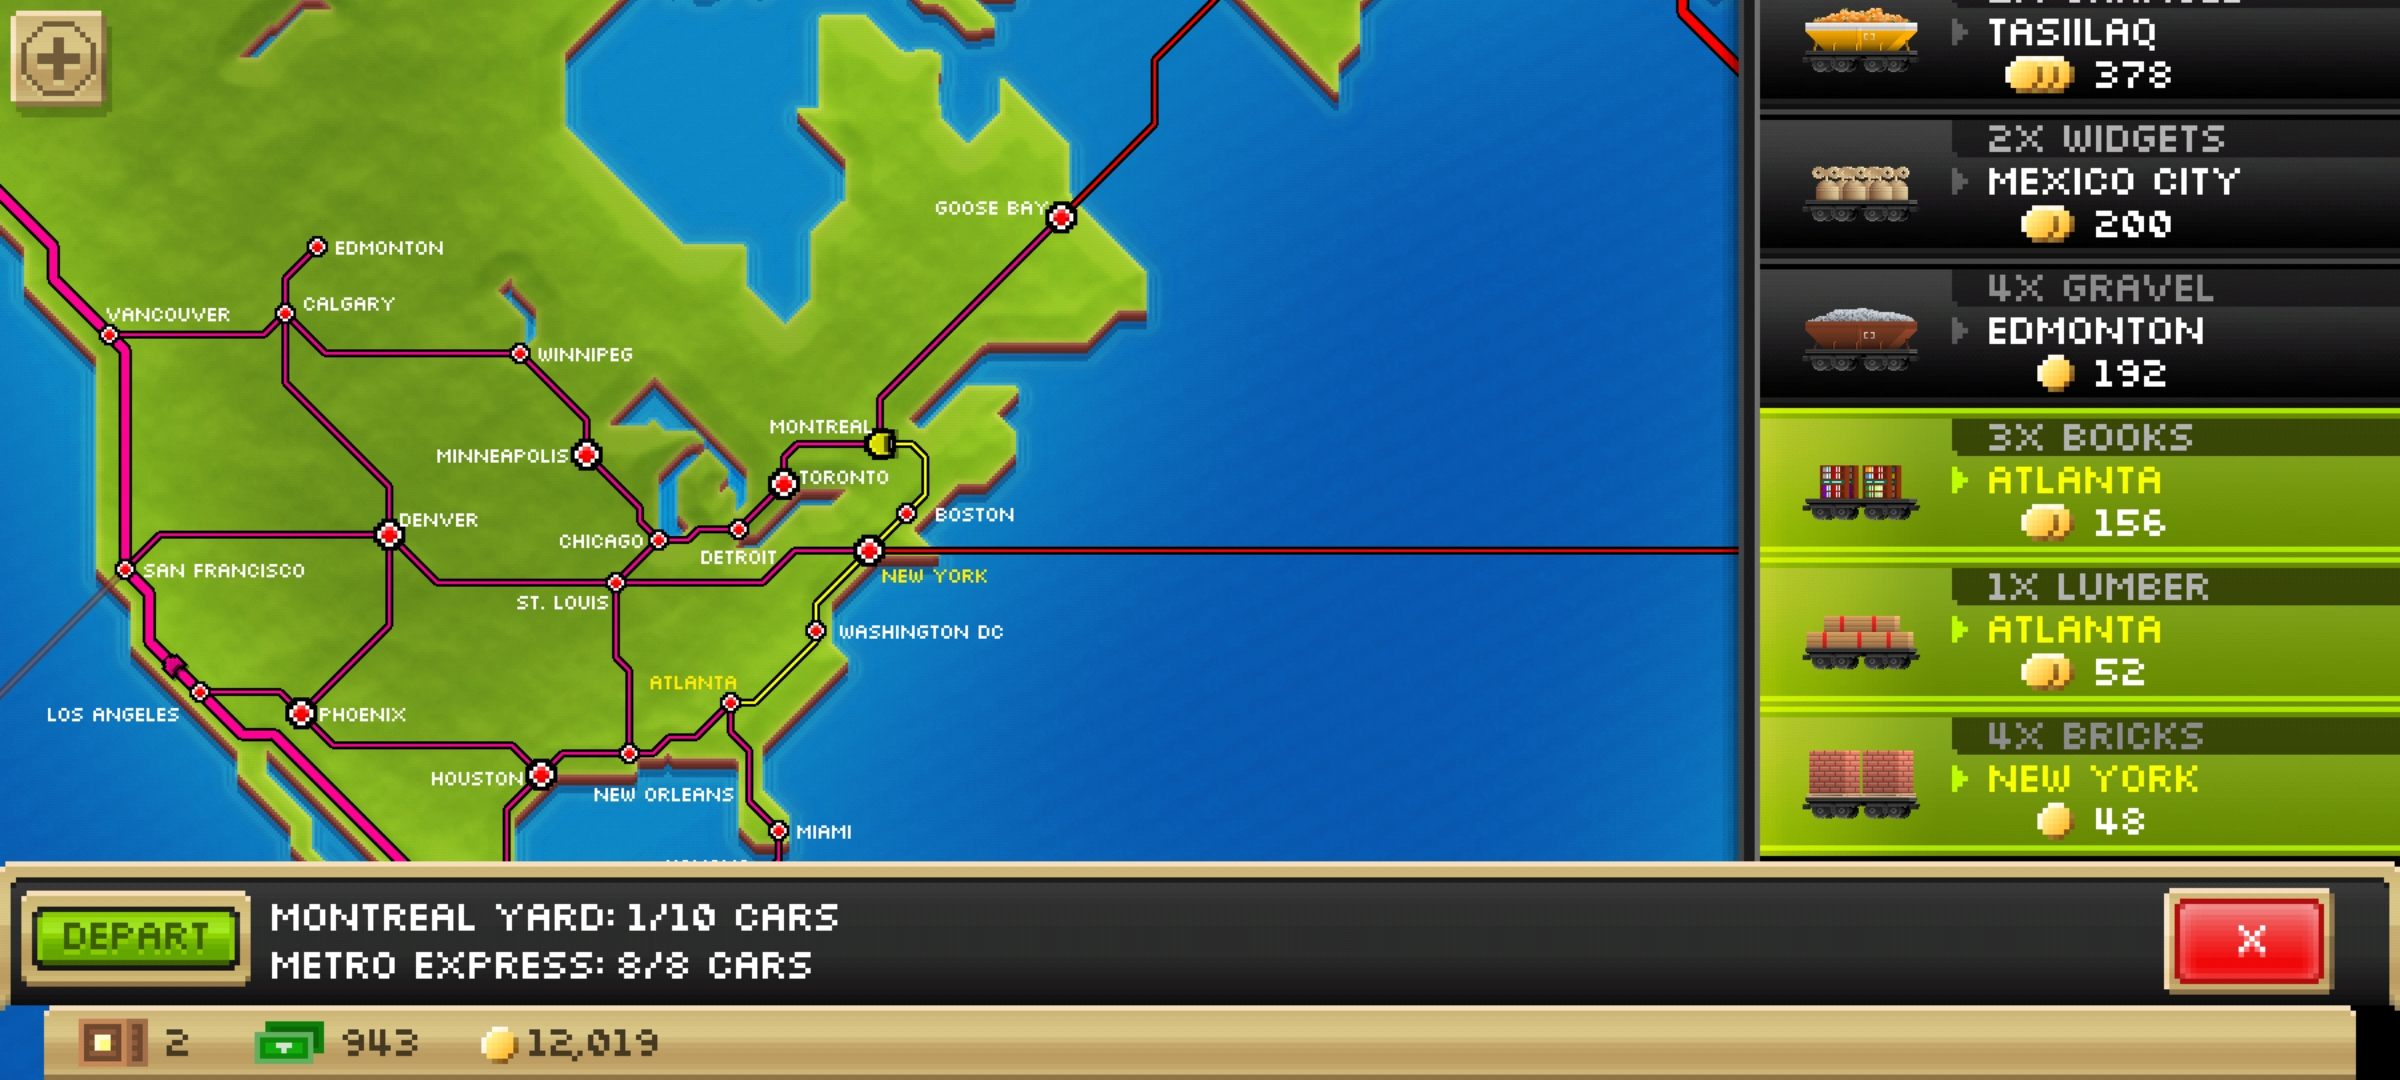 TASIILAQ
378
2X WIDGETS
MEXICO CITY
200
4X GRAVEL
EDMONTON
192
3X BOOKS
ATLANTA
156
1X LUMBER
ATLANTA
52
4X BRICKS
NEW YORK
48
GOOSE BAY
EDMONTON
CALGARY
VANCOUVER
WINNIPEG
MONTREAL
MINNEAPOLIS
TORONTO
BOSTON
DENVER
CHICAGO
DETROIT
SAN FRANCISCO
NEW YORK
ST. LOUIS
WASHINGTON DC
ATLANTA
LOS ANGELES
PHOENIX
HOUSTON
NEW ORLEANS
MIAMI
DEPART
MONTREAL YARD: 1/10 CARS
METRO EXPRESS: 8/8 CARS
X
2
943
12,019